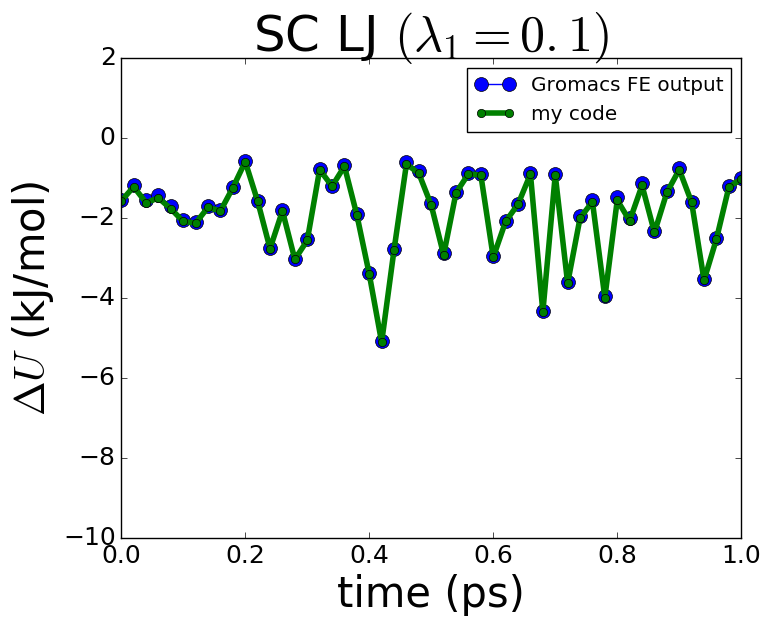 SC LJ (λ₁ = 0.1)
Gromacs FE output
my code
ΔU (kJ/mol)
2
0
−2
−4
−6
−8
−10
0.0 0.2 0.4 0.6 0.8 1.0
time (ps)